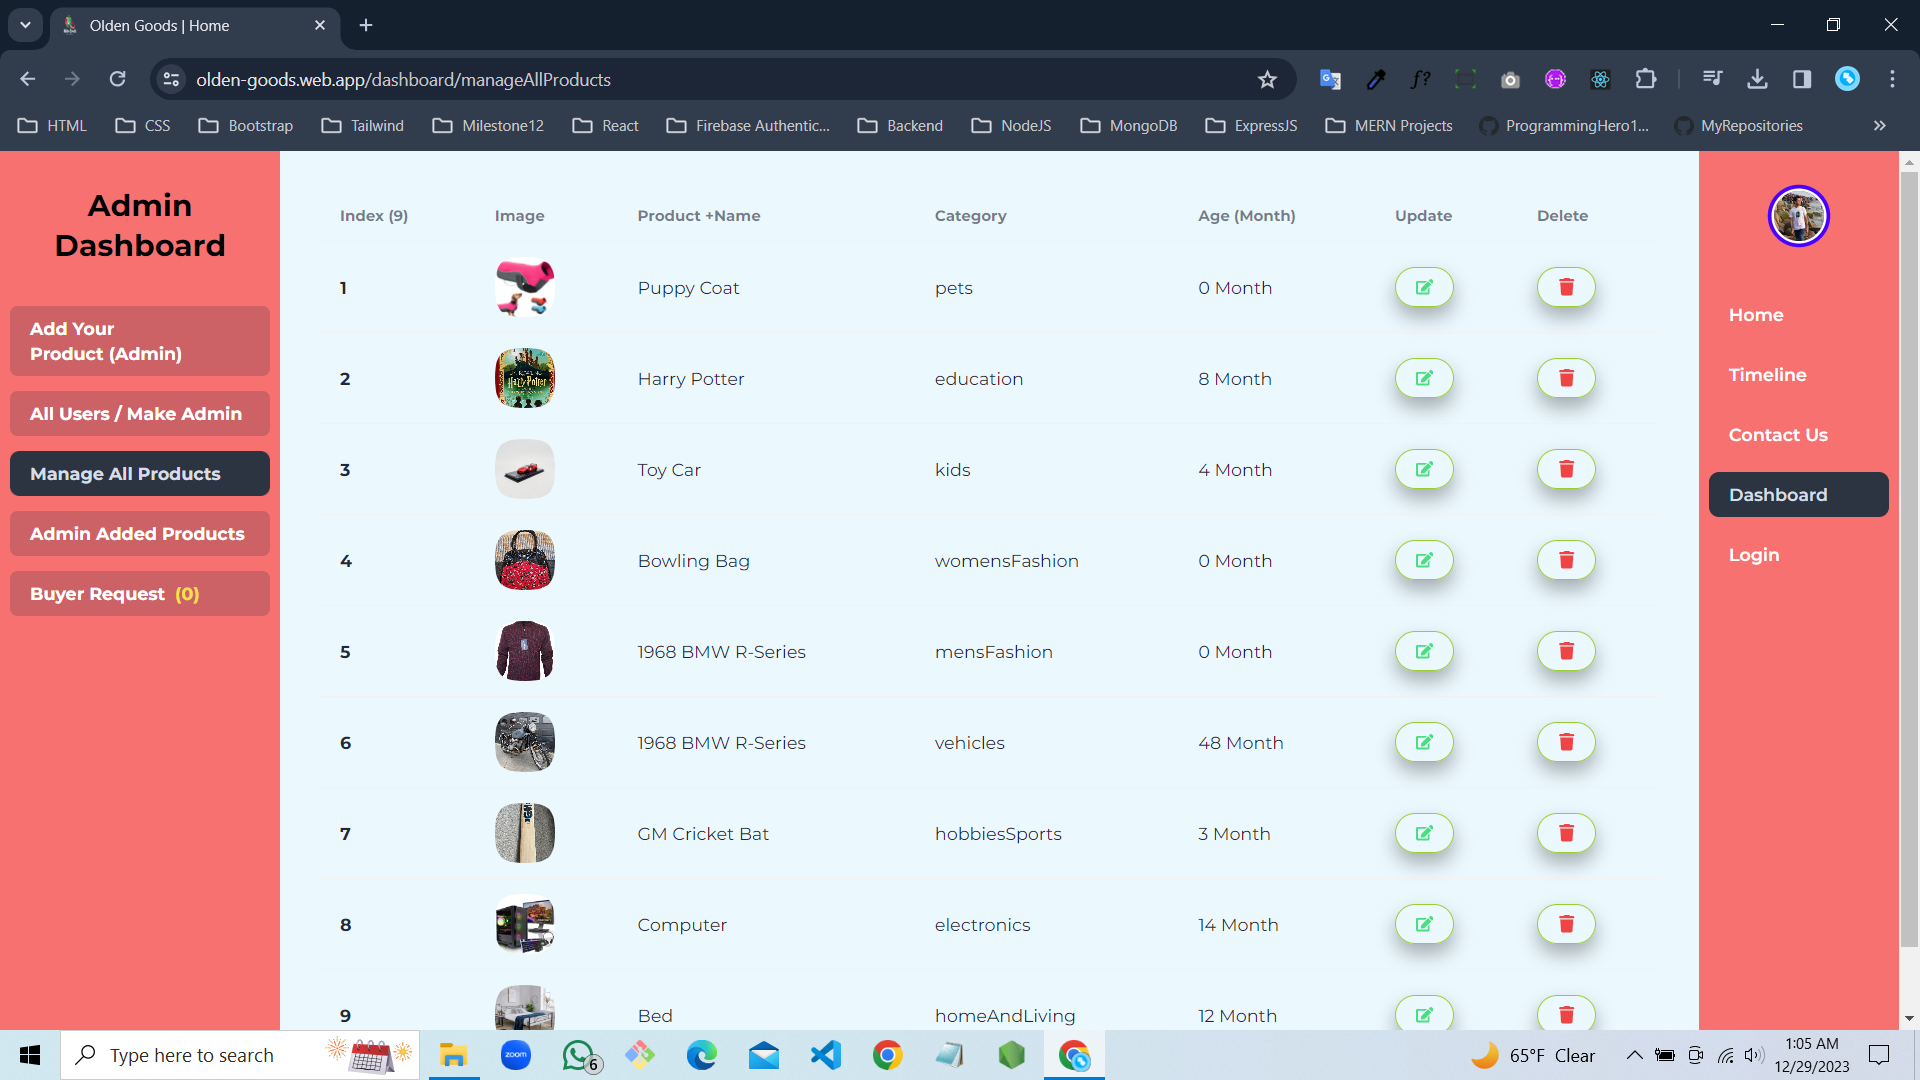 Olden Goods | Home
olden-goods.web.app/dashboard/manageAllProducts
HTML CSS Bootstrap Tailwind Milestone12 React Firebase Authentic... Backend NodeJS MongoDB ExpressJS MERN Projects ProgrammingHero1... MyRepositories
Admin
Dashboard
Add Your
Product (Admin)
All Users / Make Admin
Manage All Products
Admin Added Products
Buyer Request (0)
Index (9) Image Product +Name Category Age (Month) Update Delete
1 Puppy Coat pets 0 Month
2 Harry Potter education 8 Month
3 Toy Car kids 4 Month
4 Bowling Bag womensFashion 0 Month
5 1968 BMW R-Series mensFashion 0 Month
6 1968 BMW R-Series vehicles 48 Month
7 GM Cricket Bat hobbiesSports 3 Month
8 Computer electronics 14 Month
9 Bed homeAndLiving 12 Month
Home
Timeline
Contact Us
Dashboard
Login
Type here to search
zoom
6
65°F Clear
1:05 AM
12/29/2023